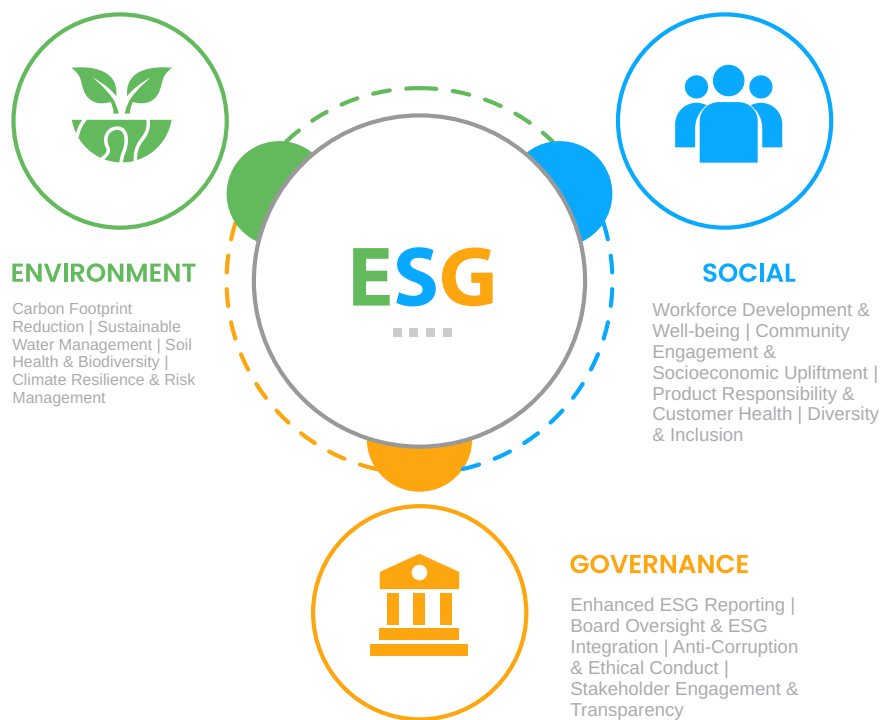 ESG
ENVIRONMENT
Carbon Footprint
Reduction | Sustainable
Water Management | Soil
Health & Biodiversity |
Climate Resilience & Risk
Management
SOCIAL
Workforce Development &
Well-being | Community
Engagement &
Socioeconomic Upliftment |
Product Responsibility &
Customer Health | Diversity
& Inclusion
GOVERNANCE
Enhanced ESG Reporting |
Board Oversight & ESG
Integration | Anti-Corruption
& Ethical Conduct |
Stakeholder Engagement &
Transparency